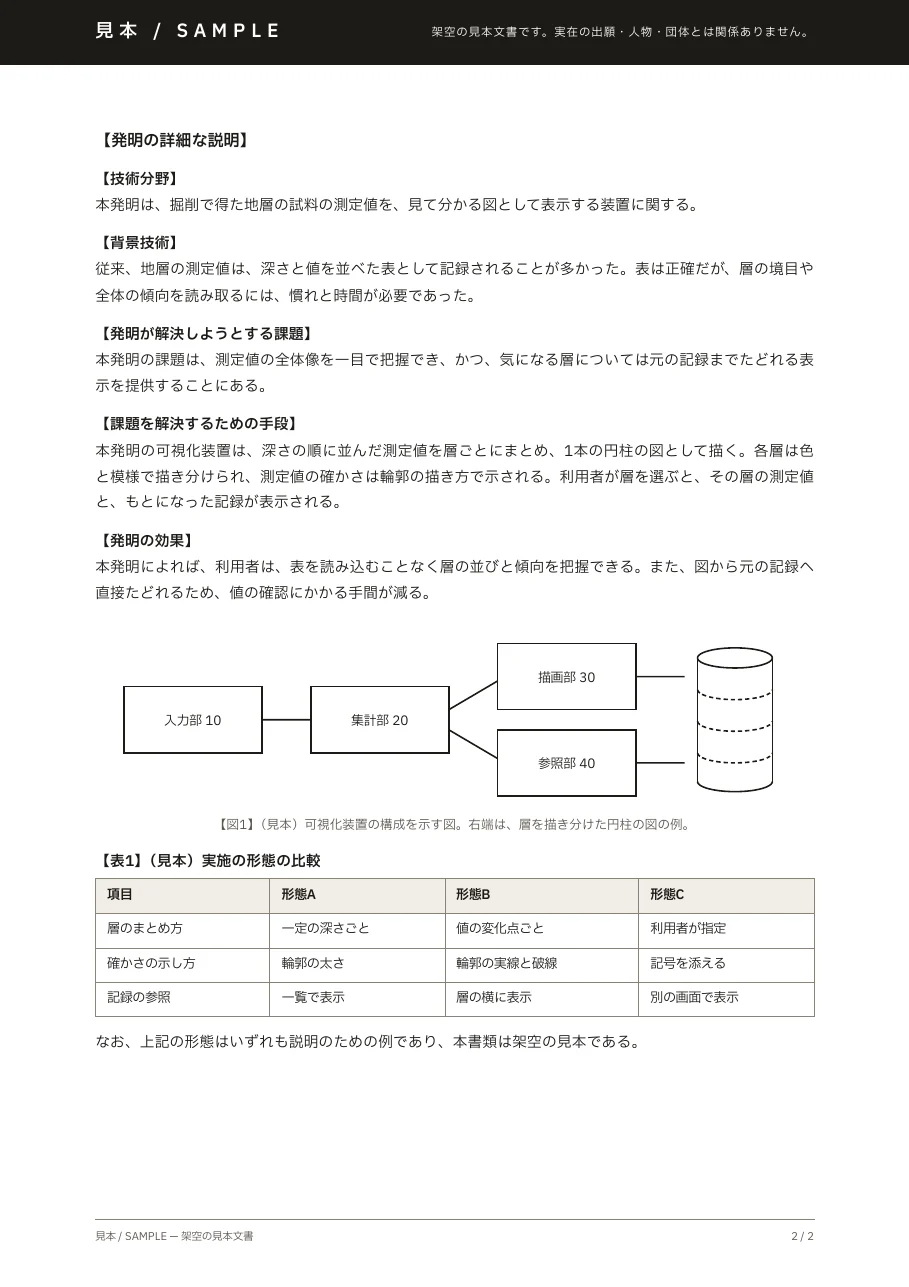 見本 / SAMPLE
架空の見本文書です。実在の出願・人物・団体とは関係ありません。
【発明の詳細な説明】
【技術分野】
本発明は、掘削で得た地層の試料の測定値を、見て分かる図として表示する装置に関する。
【背景技術】
従来、地層の測定値は、深さと値を並べた表として記録されることが多かった。表は正確だが、層の境目や
全体の傾向を読み取るには、慣れと時間が必要であった。
【発明が解決しようとする課題】
本発明の課題は、測定値の全体像を一目で把握でき、かつ、気になる層については元の記録までたどれる表
示を提供することにある。
【課題を解決するための手段】
本発明の可視化装置は、深さの順に並んだ測定値を層ごとにまとめ、1本の円柱の図として描く。各層は色
と模様で描き分けられ、測定値の確かさは輪郭の描き方で示される。利用者が層を選ぶと、その層の測定値
と、もとになった記録が表示される。
【発明の効果】
本発明によれば、利用者は、表を読み込むことなく層の並びと傾向を把握できる。また、図から元の記録へ
直接たどれるため、値の確認にかかる手間が減る。
入力部 10
集計部 20
描画部 30
参照部 40
【図1】（見本）可視化装置の構成を示す図。右端は、層を描き分けた円柱の図の例。
【表1】（見本）実施の形態の比較
項目 形態A 形態B 形態C
層のまとめ方 一定の深さごと 値の変化点ごと 利用者が指定
確かさの示し方 輪郭の太さ 輪郭の実線と破線 記号を添える
記録の参照 一覧で表示 層の横に表示 別の画面で表示
なお、上記の形態はいずれも説明のための例であり、本書類は架空の見本である。
見本 / SAMPLE — 架空の見本文書
2 / 2